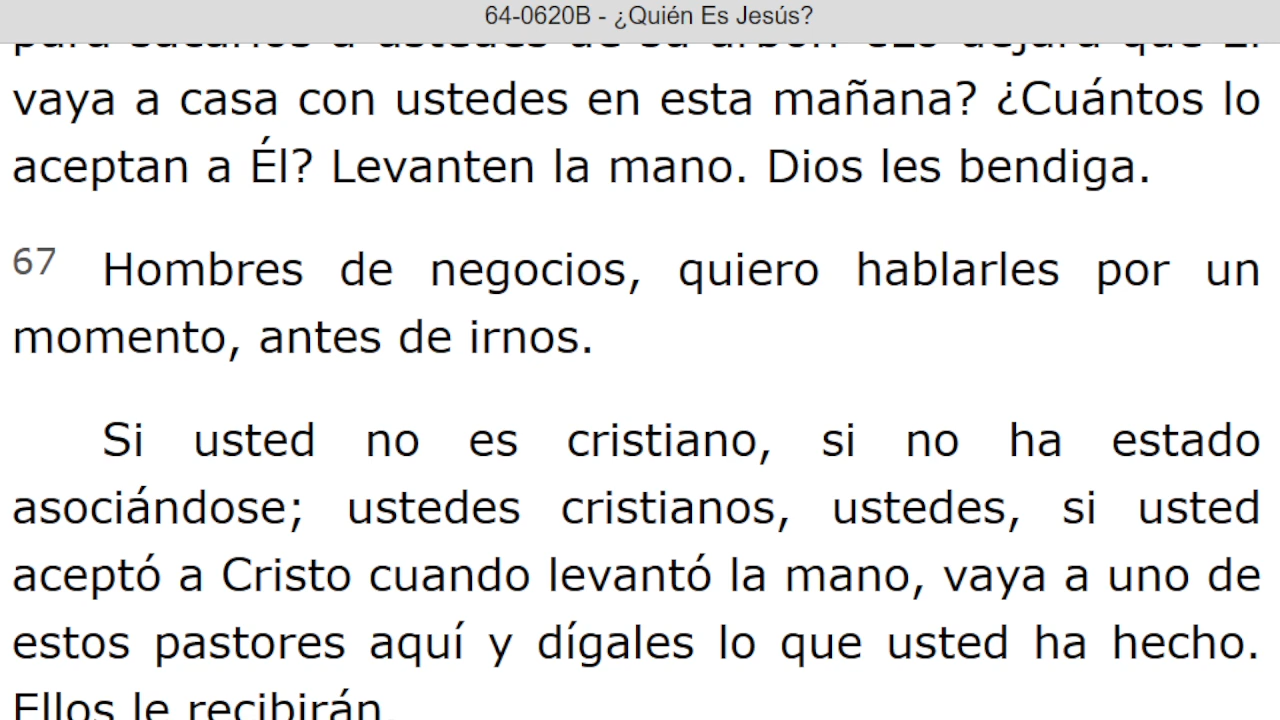 64-0620B - ¿Quién Es Jesús?
vaya a casa con ustedes en esta mañana? ¿Cuántos lo
aceptan a Él? Levanten la mano. Dios les bendiga.
67 Hombres de negocios, quiero hablarles por un
momento, antes de irnos.
Si usted no es cristiano, si no ha estado
asociándose; ustedes cristianos, ustedes, si usted
aceptó a Cristo cuando levantó la mano, vaya a uno de
estos pastores aquí y dígales lo que usted ha hecho.
Ellos le recibirán.